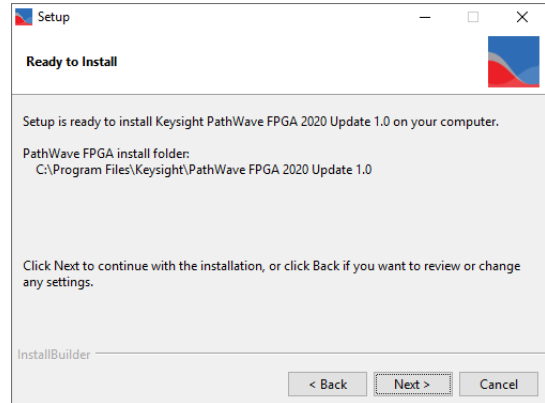 Setup
Ready to Install
Setup is ready to install Keysight PathWave FPGA 2020 Update 1.0 on your computer.
PathWave FPGA install folder:
C:\Program Files\Keysight\PathWave FPGA 2020 Update 1.0
Click Next to continue with the installation, or click Back if you want to review or change
any settings.
InstallBuilder
< Back Next > Cancel